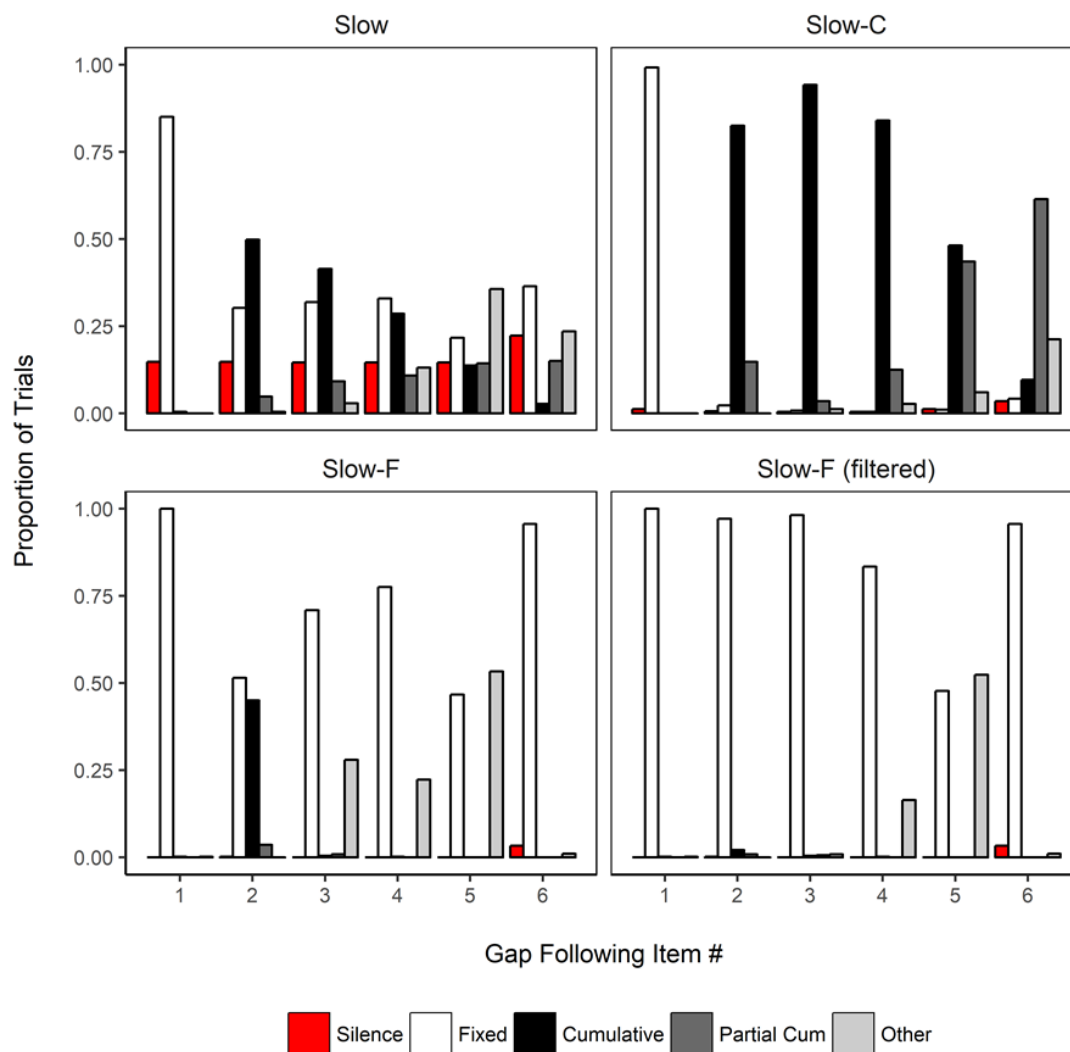 Slow
Slow-C
1.00
0.75
0.50
0.25
0.00
Slow-F
Slow-F (filtered)
1.00
0.75
0.50
0.25
0.00
Proportion of Trials
1 2 3 4 5 6
1 2 3 4 5 6
Gap Following Item #
Silence Fixed Cumulative Partial Cum Other